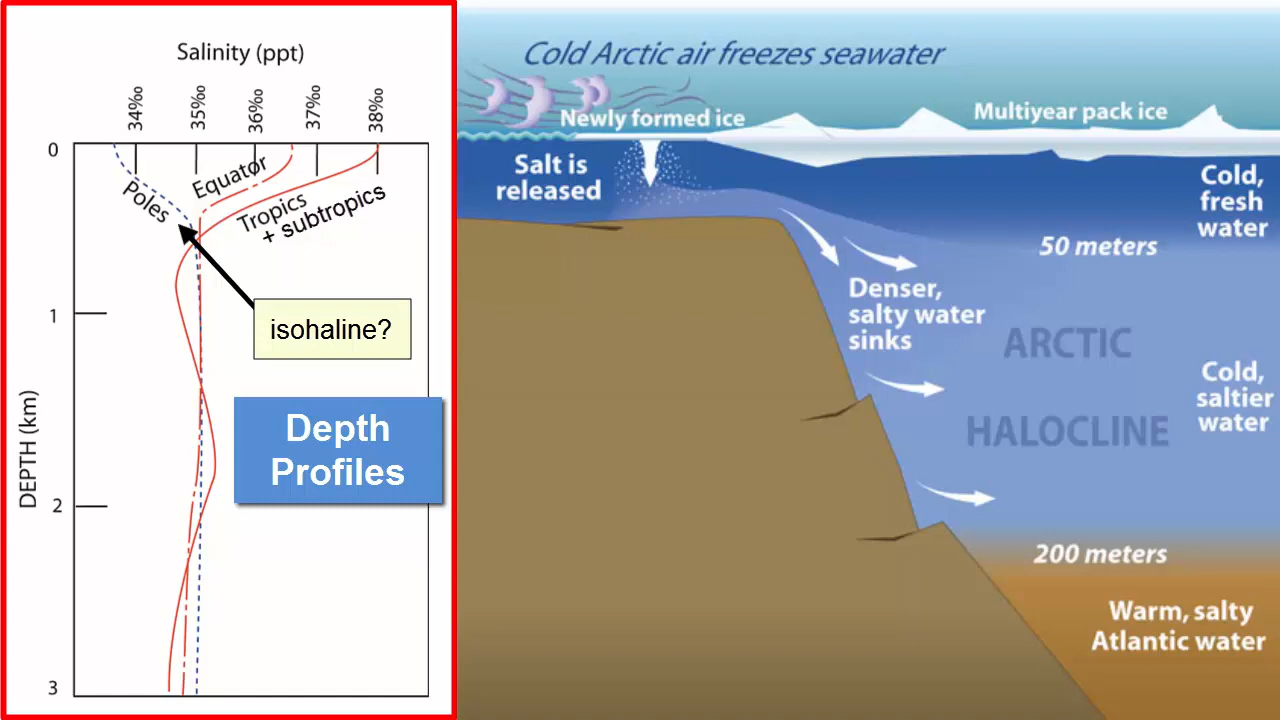 Salinity (ppt)
34‰
35‰
36‰
37‰
38‰
0
1
2
3
DEPTH (km)
Poles
Equator
Tropics
+ subtropics
isohaline?
Depth
Profiles
Cold Arctic air freezes seawater
Newly formed ice
Multiyear pack ice
Salt is
released
Cold,
fresh
water
50 meters
Denser,
salty water
sinks
ARCTIC
HALOCLINE
Cold,
saltier
water
200 meters
Warm, salty
Atlantic water